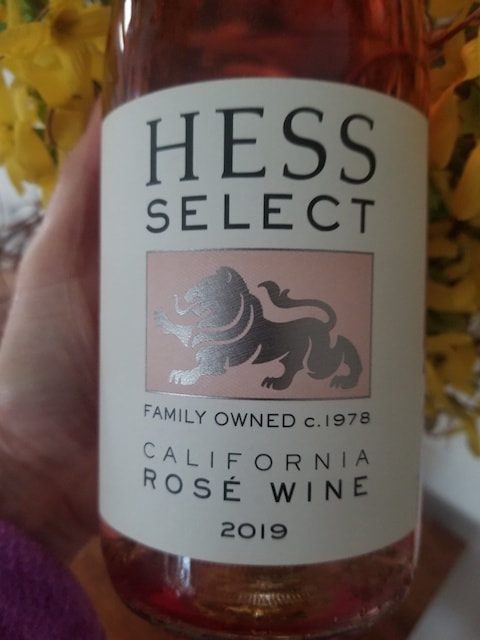 HESS
SELECT
FAMILY OWNED c.1978
CALIFORNIA
ROSÉ WINE
2019